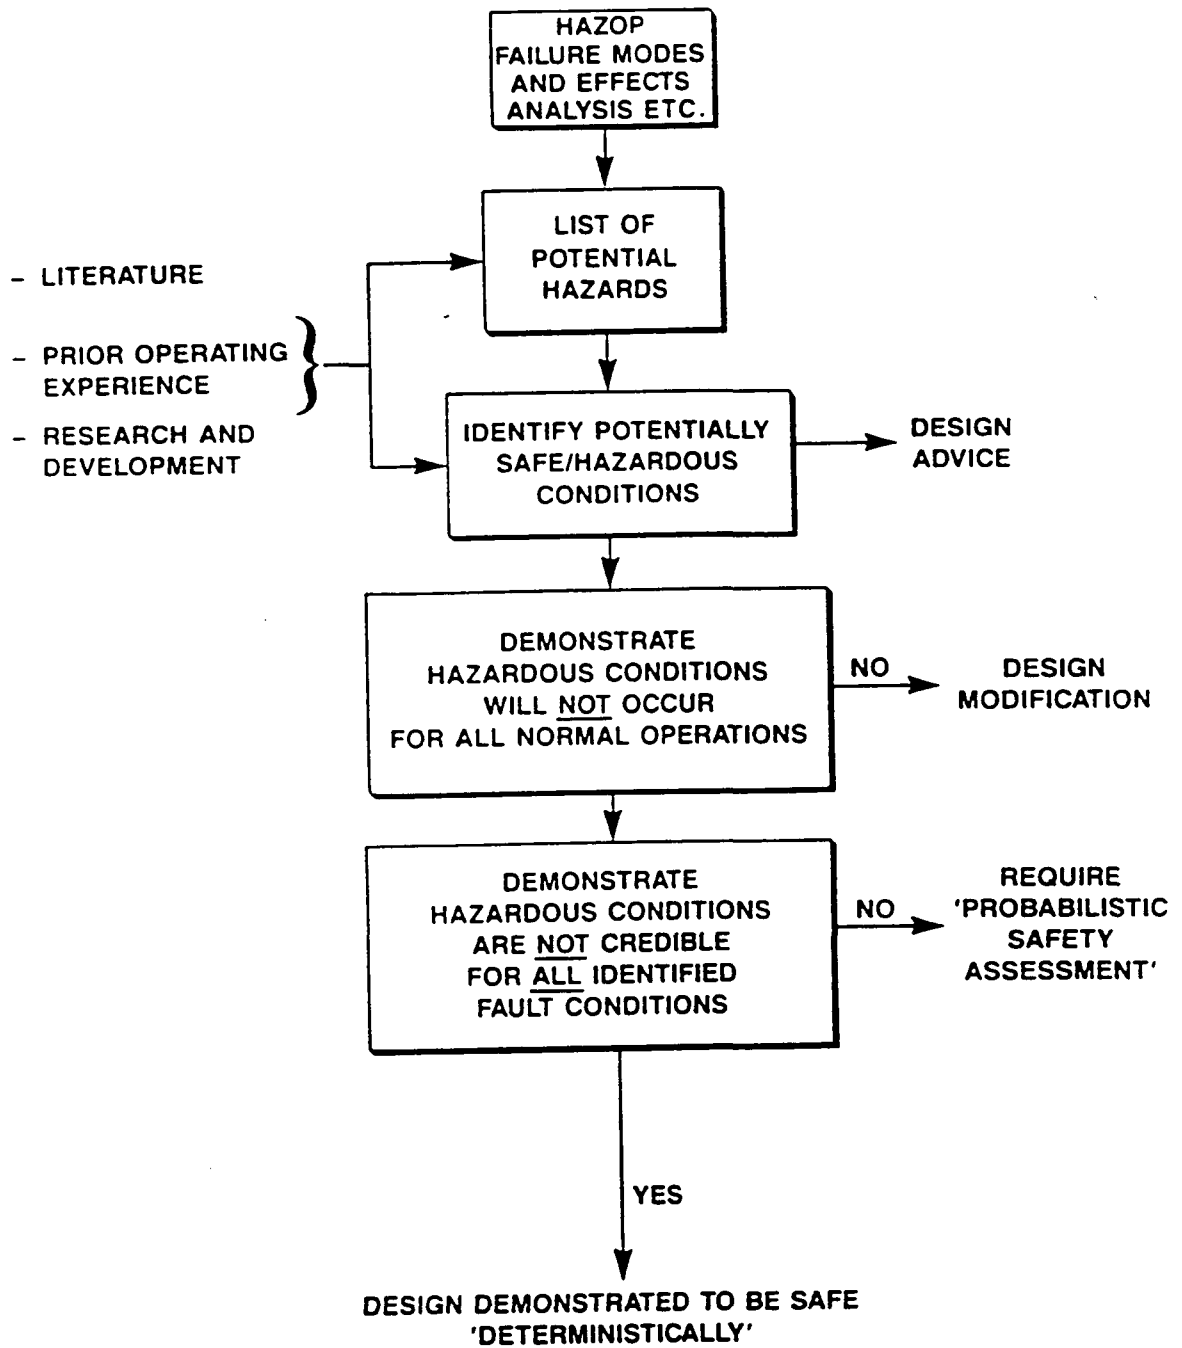 HAZOP
FAILURE MODES
AND EFFECTS
ANALYSIS ETC.
LIST OF
POTENTIAL
HAZARDS
– LITERATURE
– PRIOR OPERATING
EXPERIENCE
– RESEARCH AND
DEVELOPMENT
IDENTIFY POTENTIALLY
SAFE/HAZARDOUS
CONDITIONS
DESIGN
ADVICE
DEMONSTRATE
HAZARDOUS CONDITIONS
WILL NOT OCCUR
FOR ALL NORMAL OPERATIONS
NO
DESIGN
MODIFICATION
DEMONSTRATE
HAZARDOUS CONDITIONS
ARE NOT CREDIBLE
FOR ALL IDENTIFIED
FAULT CONDITIONS
NO
REQUIRE
'PROBABILISTIC
SAFETY
ASSESSMENT'
YES
DESIGN DEMONSTRATED TO BE SAFE
'DETERMINISTICALLY'